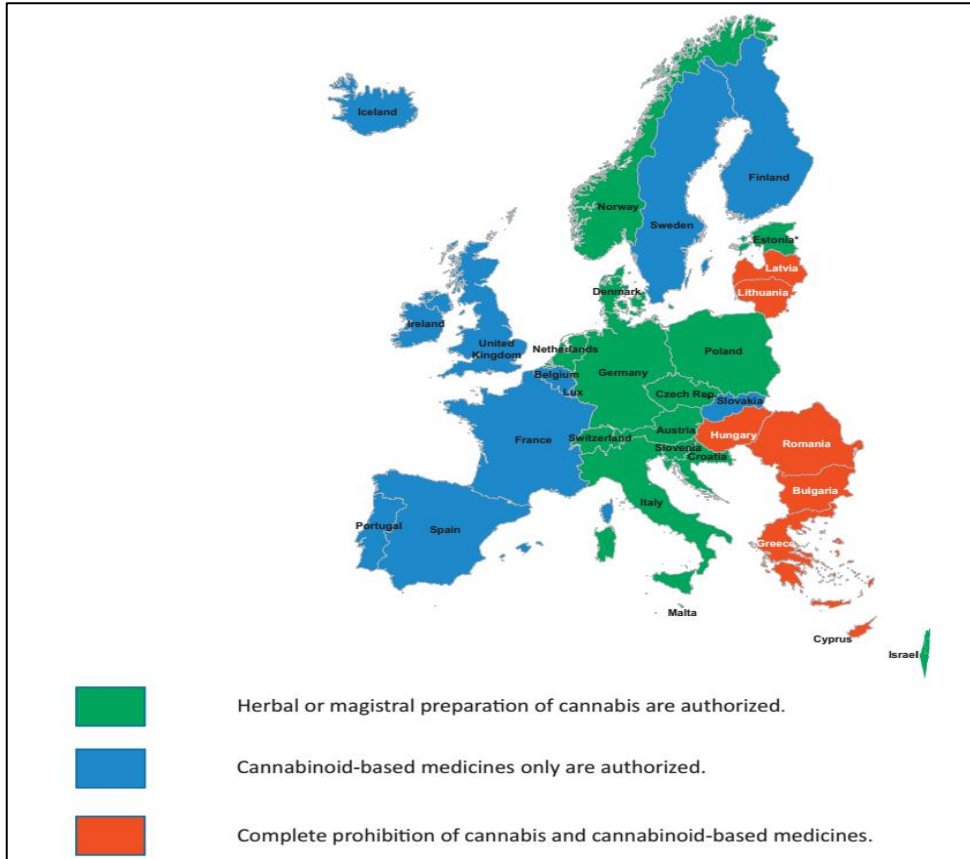 Iceland
Norway
Finland
Sweden
Estonia*
Latvia
Lithuania
Denmark
Ireland
United
Kingdom
Netherlands
Poland
Belgium
Germany
Lux
Czech Rep.
Slovakia
France
Austria
Hungary
Switzerland
Slovenia
Croatia
Romania
Bulgaria
Italy
Portugal
Spain
Greece
Malta
Cyprus
Israel
Herbal or magistral preparation of cannabis are authorized.
Cannabinoid-based medicines only are authorized.
Complete prohibition of cannabis and cannabinoid-based medicines.